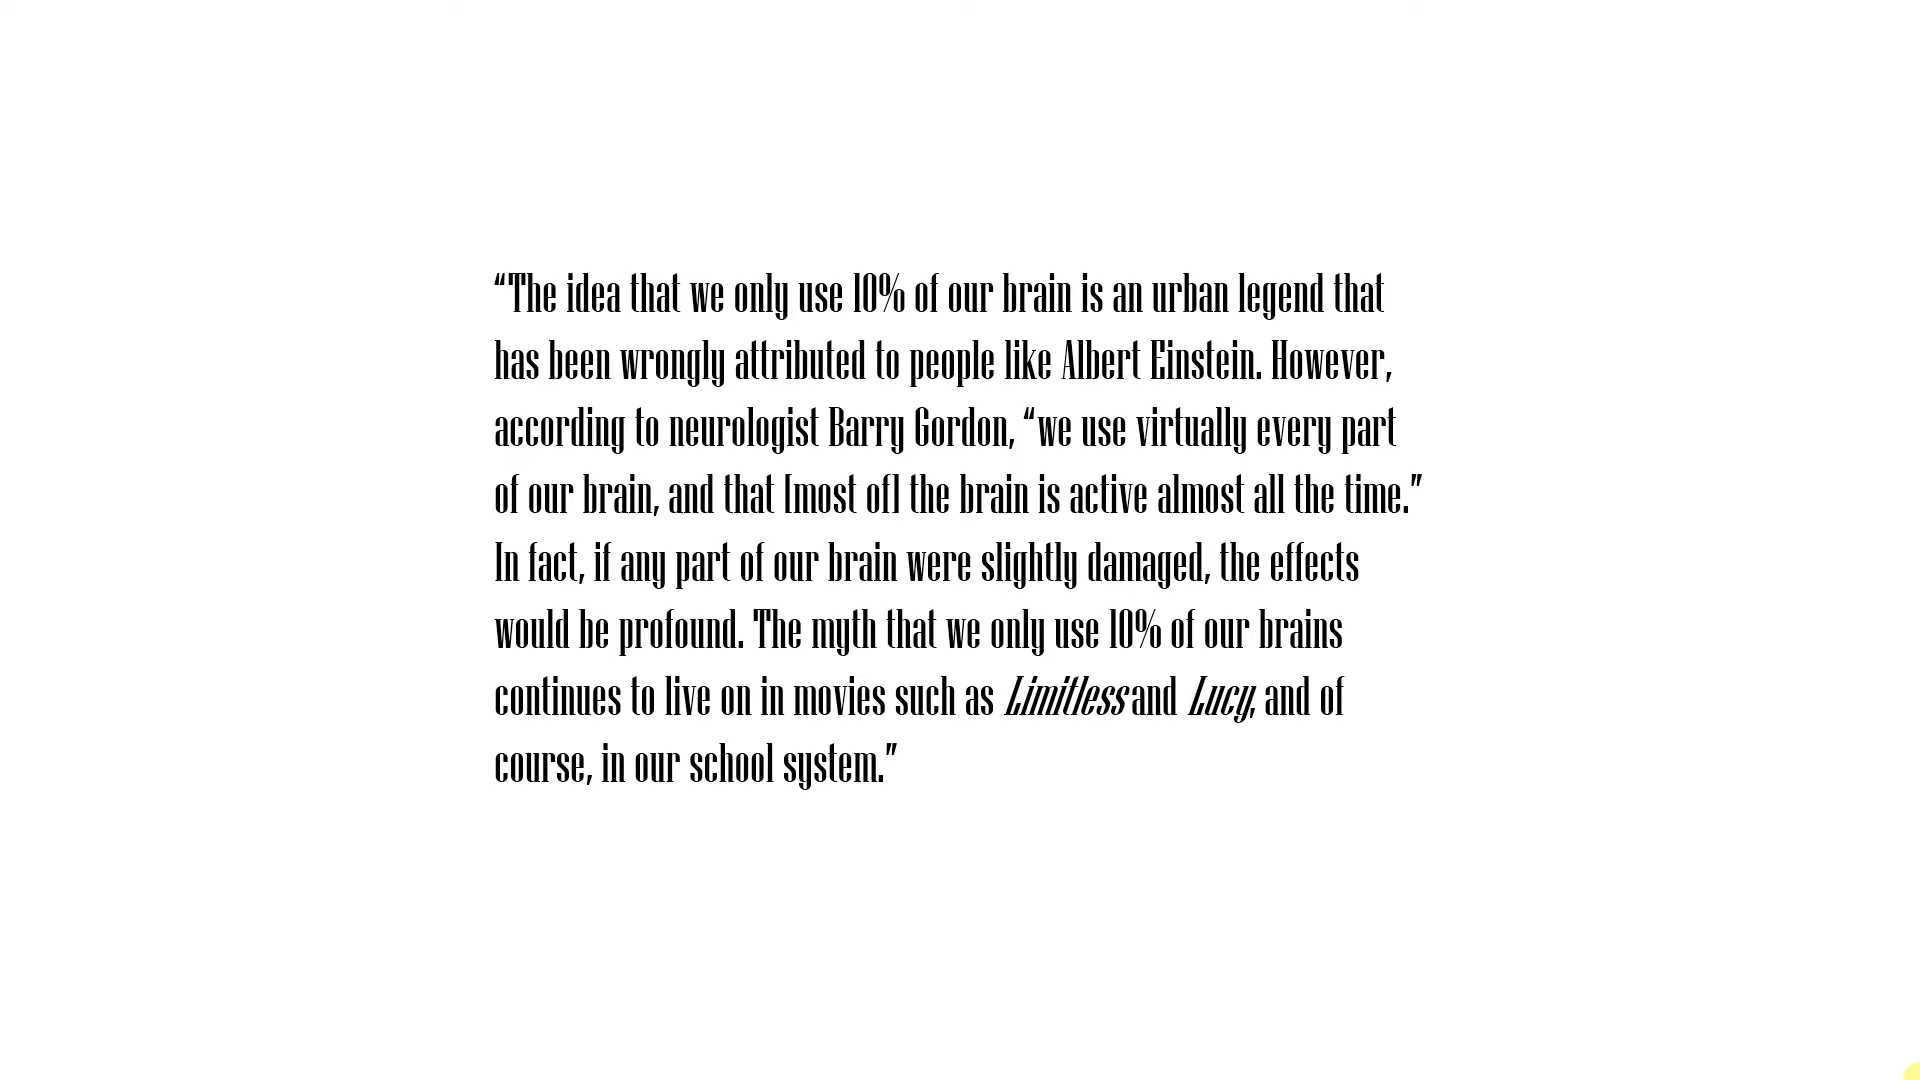 “The idea that we only use 10% of our brain is an urban legend that
has been wrongly attributed to people like Albert Einstein. However,
according to neurologist Barry Gordon, “we use virtually every part
of our brain, and that [most of] the brain is active almost all the time.”
In fact, if any part of our brain were slightly damaged, the effects
would be profound. The myth that we only use 10% of our brains
continues to live on in movies such as Limitless and Lucy, and of
course, in our school system.”